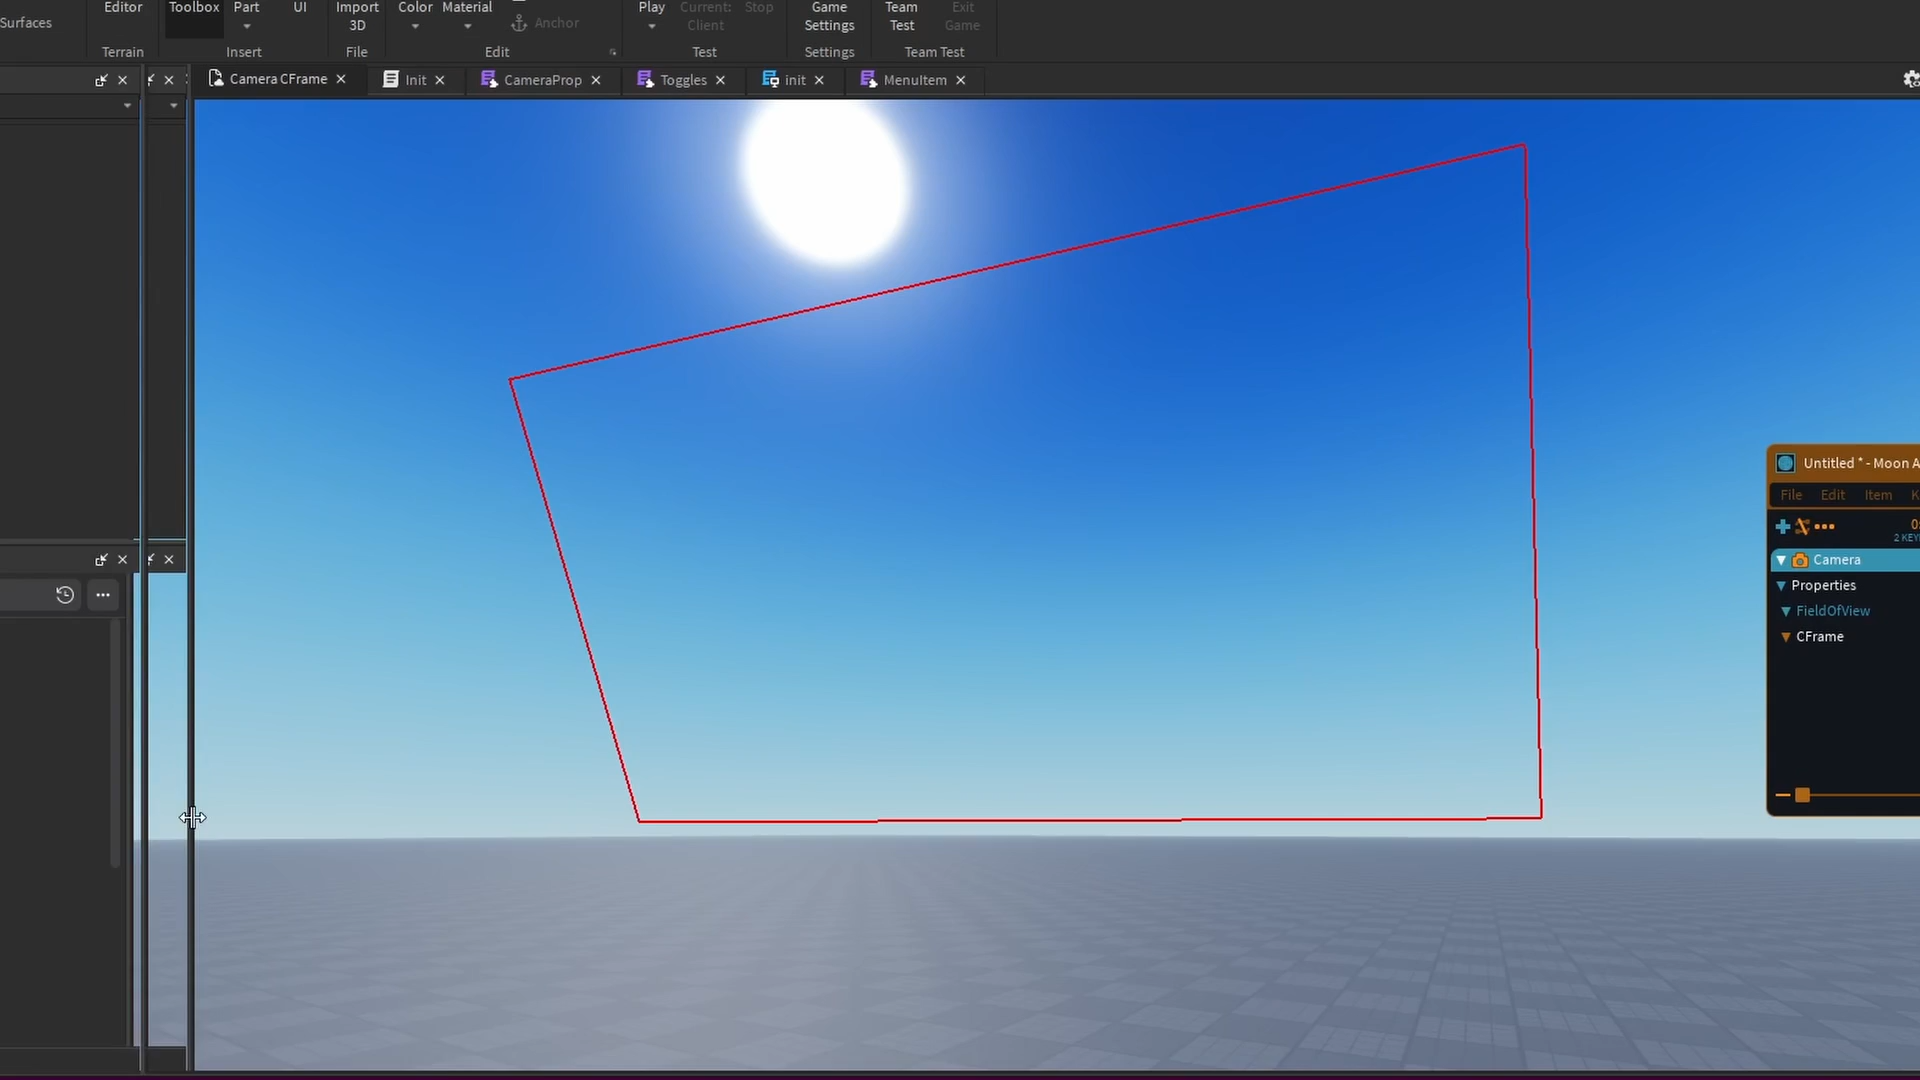 Editor Toolbox Part UI Import Color Material Play Current: Stop Game Team Exit
Surfaces 3D Anchor Client Settings Test Game
Terrain Insert File Edit Test Settings Team Test
Camera CFrame Init CameraProp Toggles init MenuItem
Untitled * - Moon A
File Edit Item K
0:
2 KEY
Camera
Properties
FieldOfView
CFrame